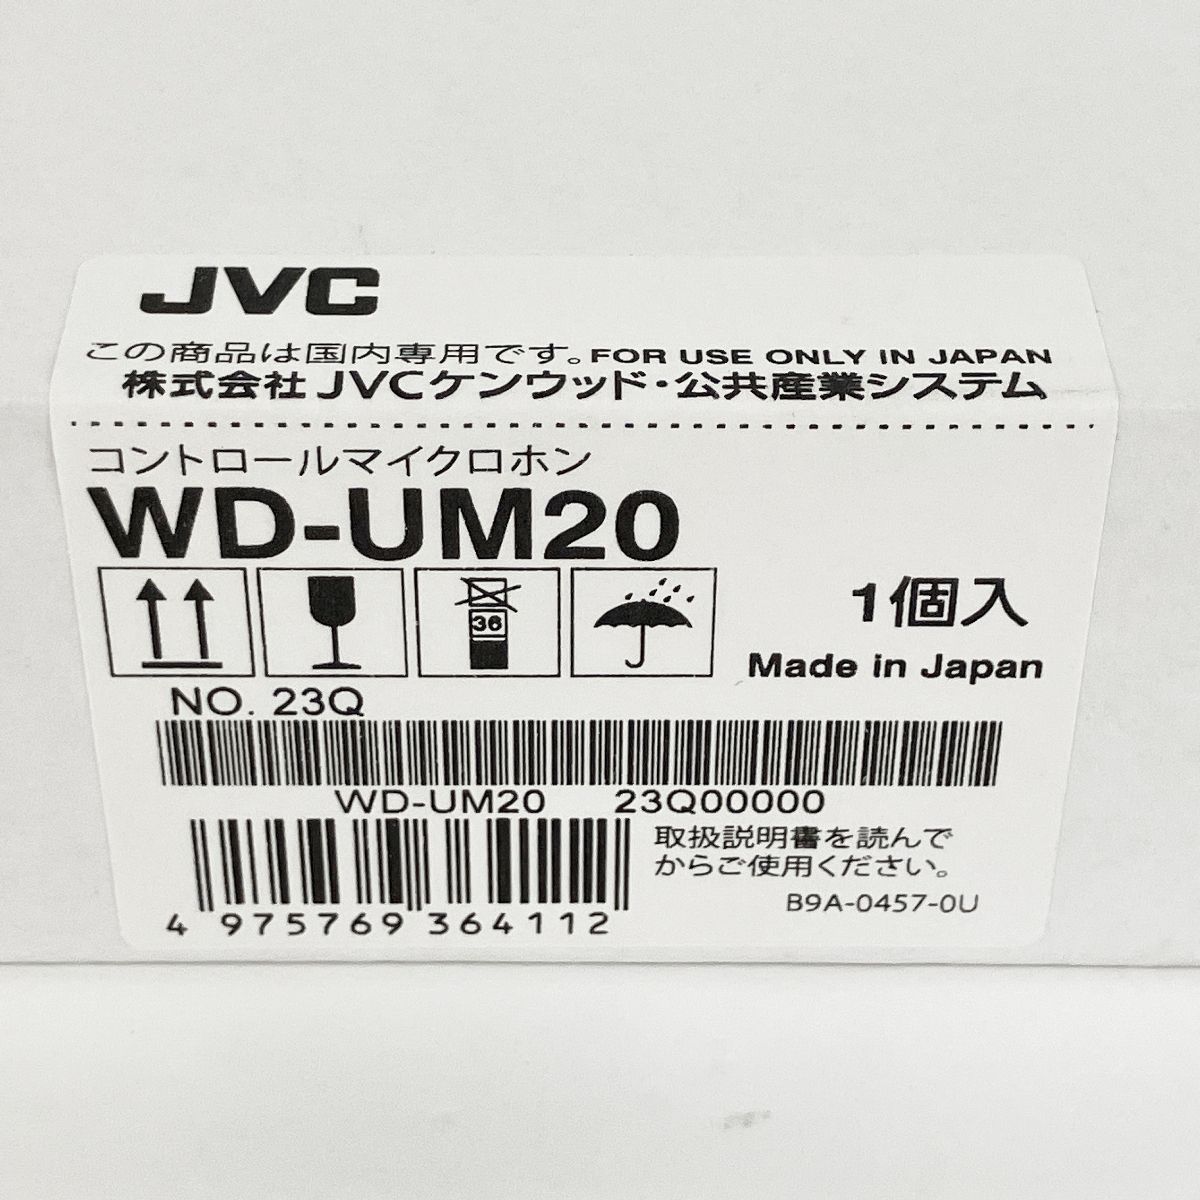 JVC
この商品は国内専用です。FOR USE ONLY IN JAPAN
株式会社JVCケンウッド・公共産業システム
コントロールマイクロホン
WD-UM20
36
1個入
Made in Japan
NO. 23Q
WD-UM20 23Q00000
取扱説明書を読んで
からご使用ください。
B9A-0457-0U
4 975769 364112